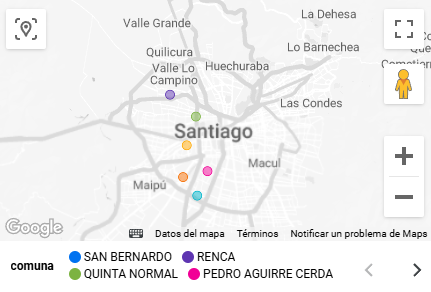 La Dehesa
Valle Grande
Quilicura
Lo Barnechea
Valle Lo
Campino
Huechuraba
Las Condes
Santiago
Macul
Maipú
Google
Datos del mapa
Términos
Notificar un problema de Maps
comuna
SAN BERNARDO
RENCA
QUINTA NORMAL
PEDRO AGUIRRE CERDA